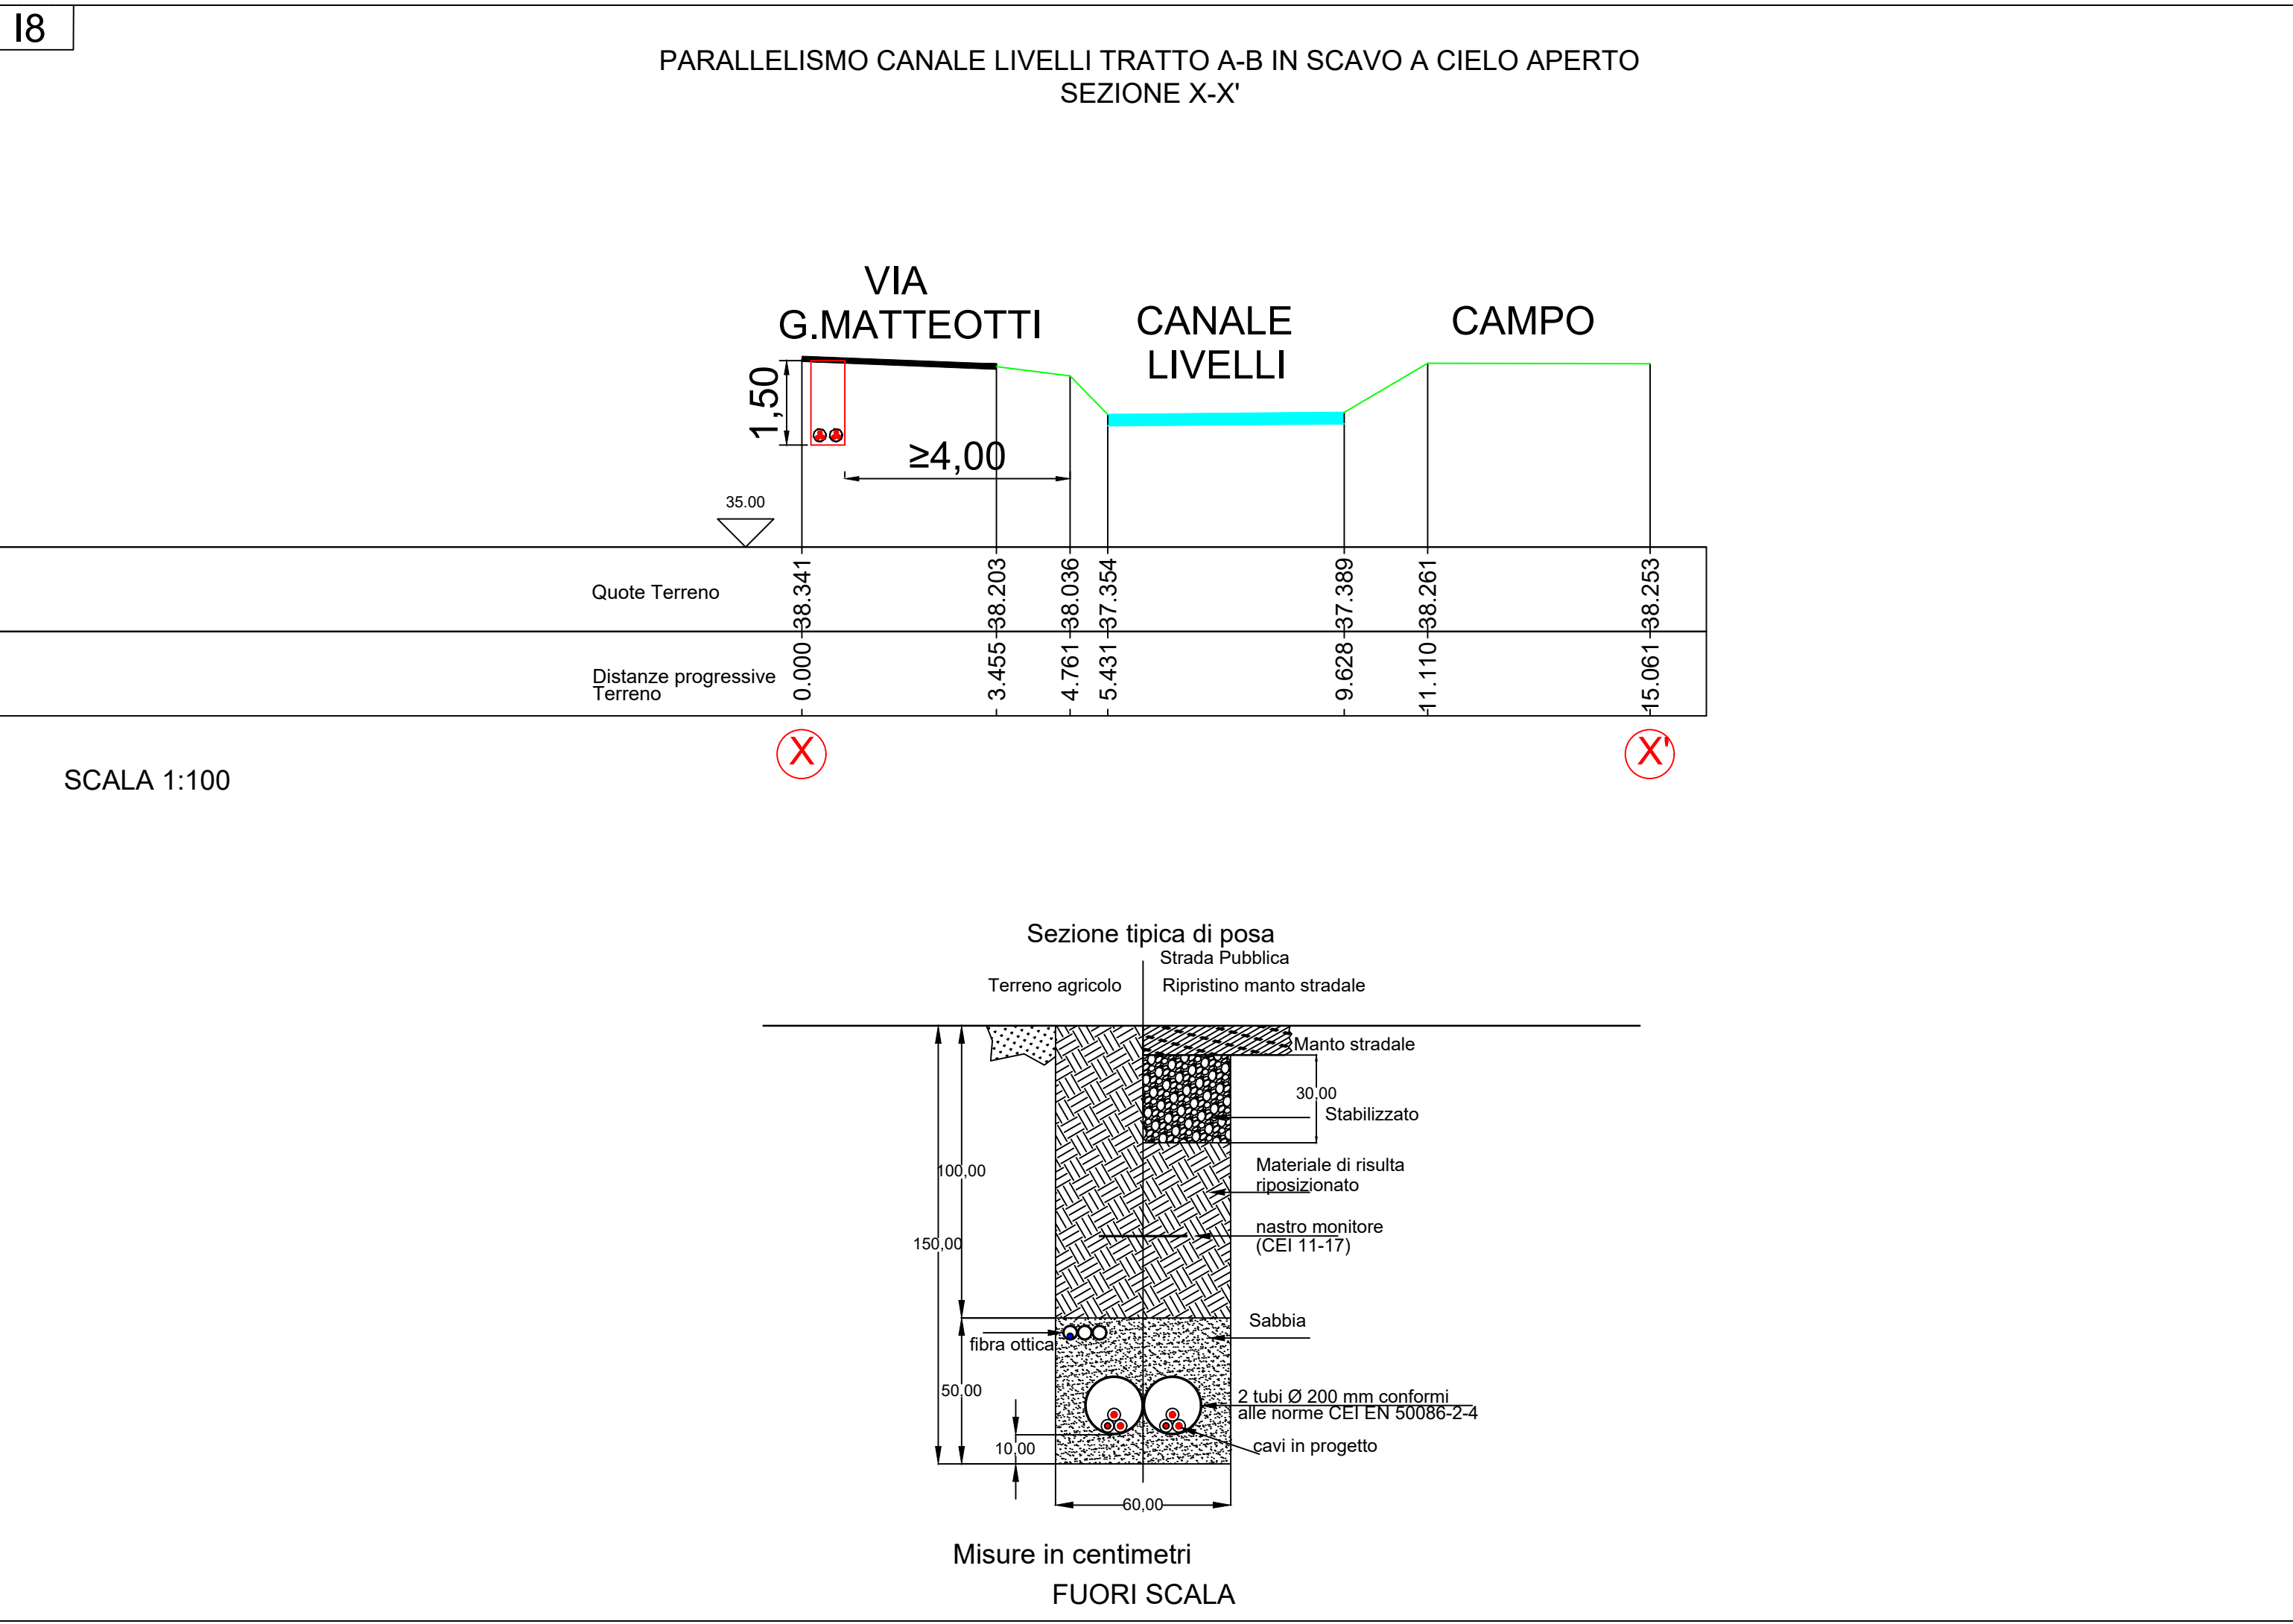 I8
PARALLELISMO CANALE LIVELLI TRATTO A-B IN SCAVO A CIELO APERTO
SEZIONE X-X'
VIA
G.MATTEOTTI
CANALE
LIVELLI
CAMPO
1,50
≥4,00
35.00
Quote Terreno
38.341
38.203
38.036
37.354
37.389
38.261
38.253
Distanze progressive
Terreno
0.000
3.455
4.761
5.431
9.628
11.110
15.061
X
X'
SCALA 1:100
Sezione tipica di posa
Strada Pubblica
Terreno agricolo
Ripristino manto stradale
Manto stradale
30,00
Stabilizzato
100,00
Materiale di risulta
riposizionato
150,00
nastro monitore
(CEI 11-17)
Sabbia
fibra ottica
50,00
2 tubi Ø 200 mm conformi
alle norme CEI EN 50086-2-4
10,00
cavi in progetto
60,00
Misure in centimetri
FUORI SCALA